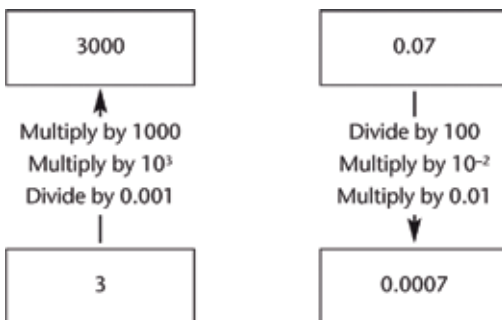 3000
Multiply by 1000
Multiply by 10³
Divide by 0.001
3
0.07
Divide by 100
Multiply by 10⁻²
Multiply by 0.01
0.0007